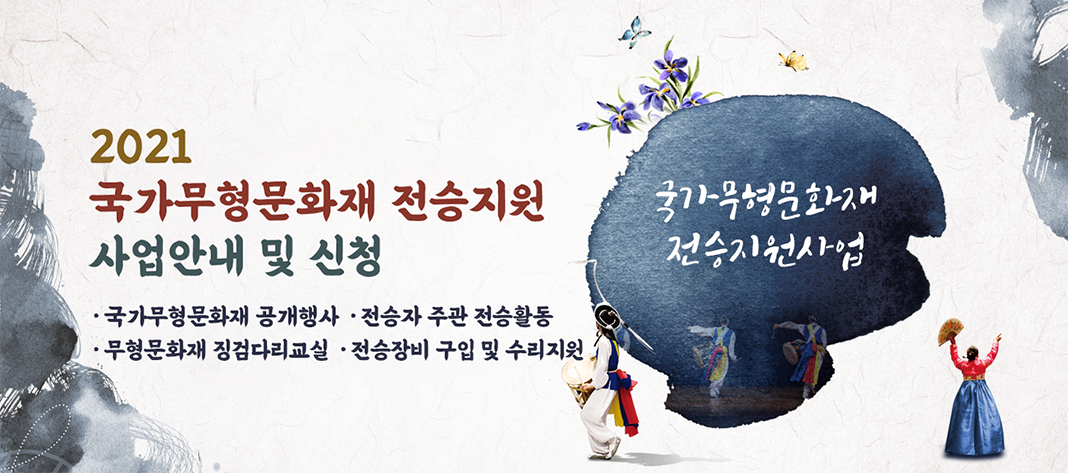 2021
국가무형문화재 전승지원
사업안내 및 신청
· 국가무형문화재 공개행사 · 전승자 주관 전승활동
· 무형문화재 징검다리교실 · 전승장비 구입 및 수리지원
국가무형문화재
전승지원사업